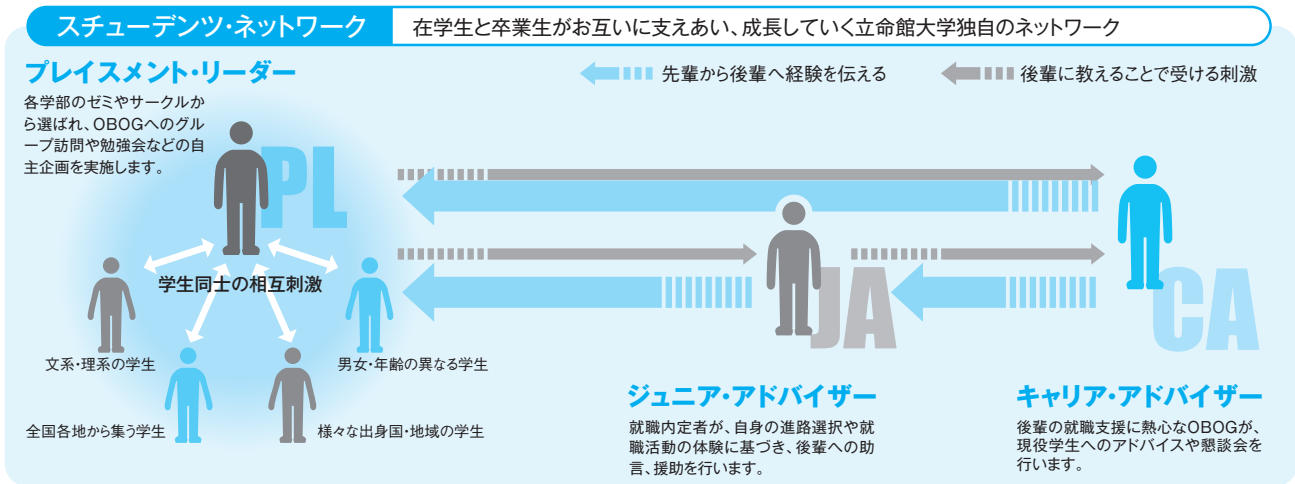 スチューデンツ・ネットワーク
在学生と卒業生がお互いに支えあい、成長していく立命館大学独自のネットワーク
プレイスメント・リーダー
先輩から後輩へ経験を伝える
後輩に教えることで受ける刺激
各学部のゼミやサークルか
ら選ばれ、OBOGへのグルー
プ訪問や勉強会などの自
主企画を実施します。
PL
学生同士の相互刺激
文系・理系の学生
男女・年齢の異なる学生
全国各地から集う学生
様々な出身国・地域の学生
JA
CA
ジュニア・アドバイザー
就職内定者が、自身の進路選択や就
職活動の体験に基づき、後輩への助
言、援助を行います。
キャリア・アドバイザー
後輩の就職支援に熱心なOBOGが、
現役学生へのアドバイスや懇談会を
行います。